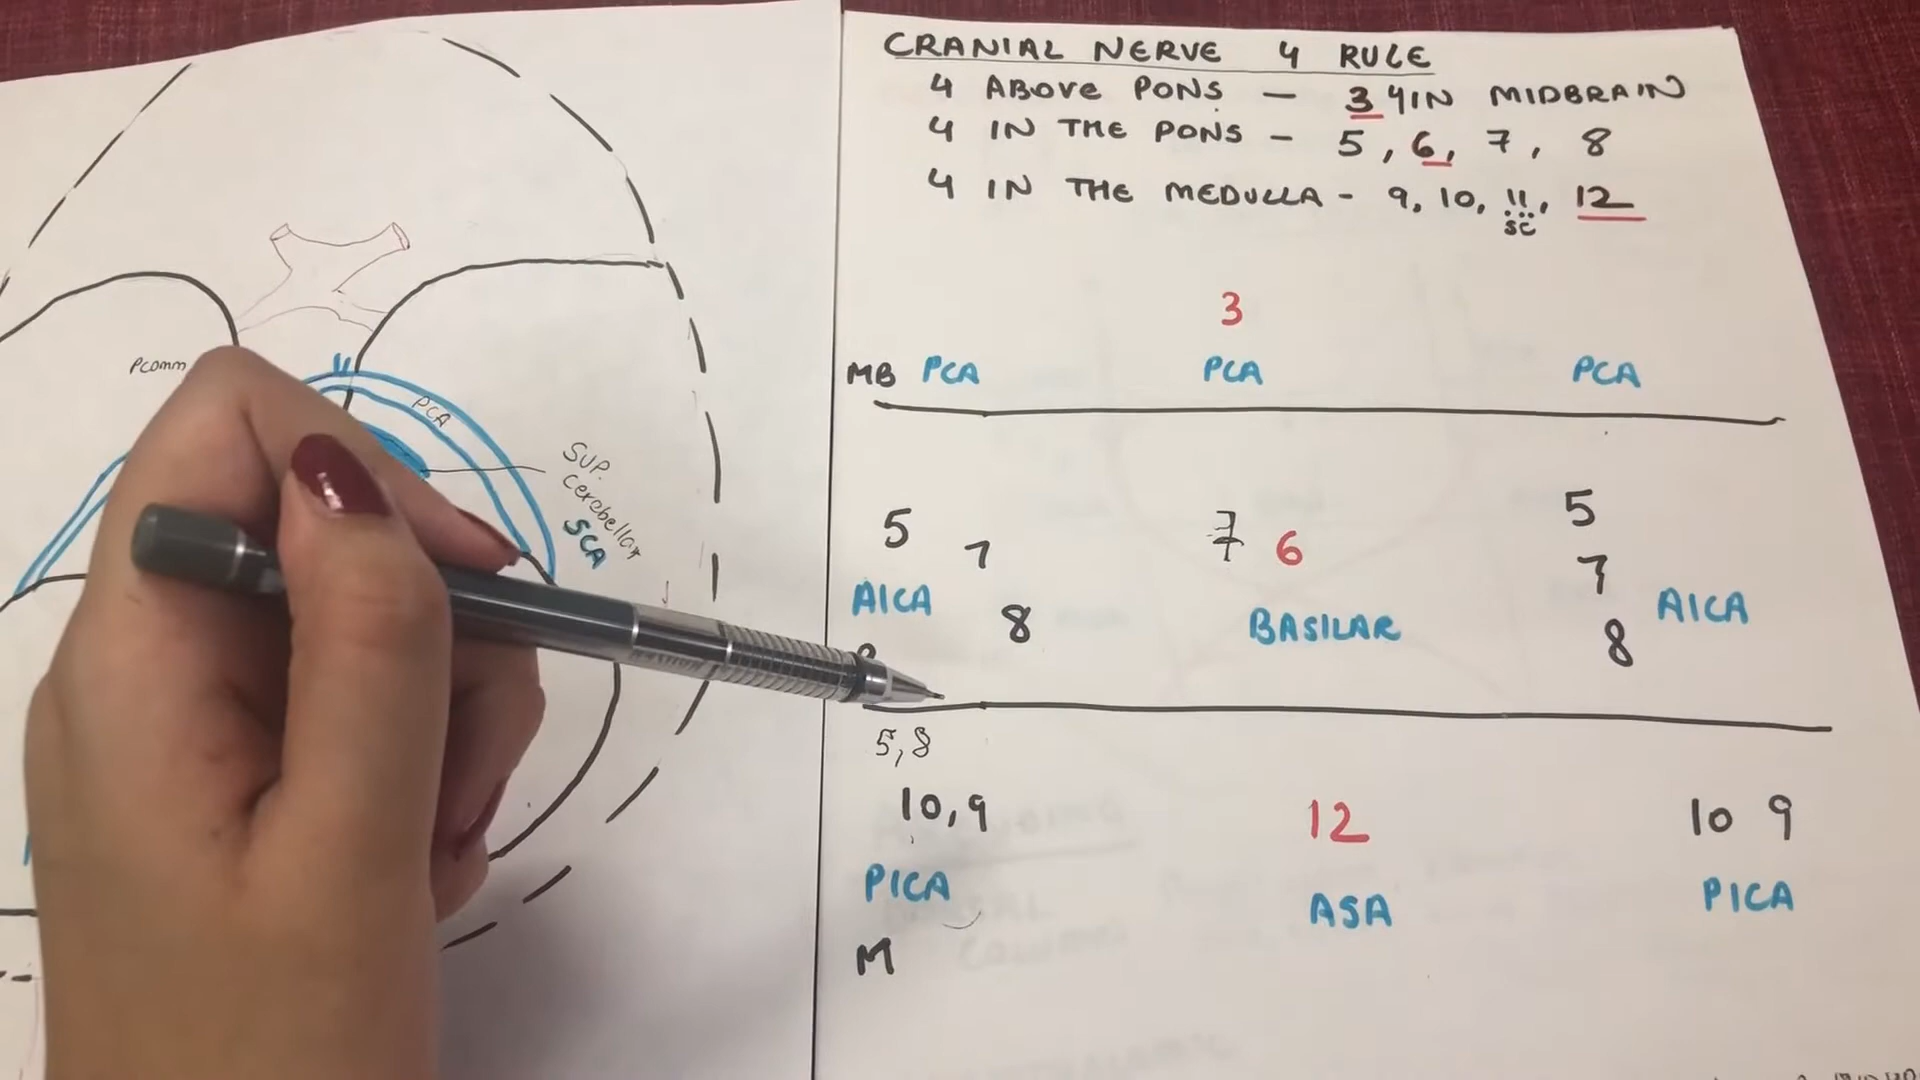 Pcomm
PCA
SUP.
Cerebellar
SCA
CRANIAL NERVE 4 RULE
4 ABOVE PONS - 3 4 IN MIDBRAIN
4 IN THE PONS - 5, 6, 7, 8
4 IN THE MEDULLA - 9, 10, 11, 12
SC
3
MB PCA PCA PCA
5 7 7 6 5
7
AICA 8 BASILAR 8 AICA
5, 8
10, 9 12 10 9
PICA ASA PICA
M